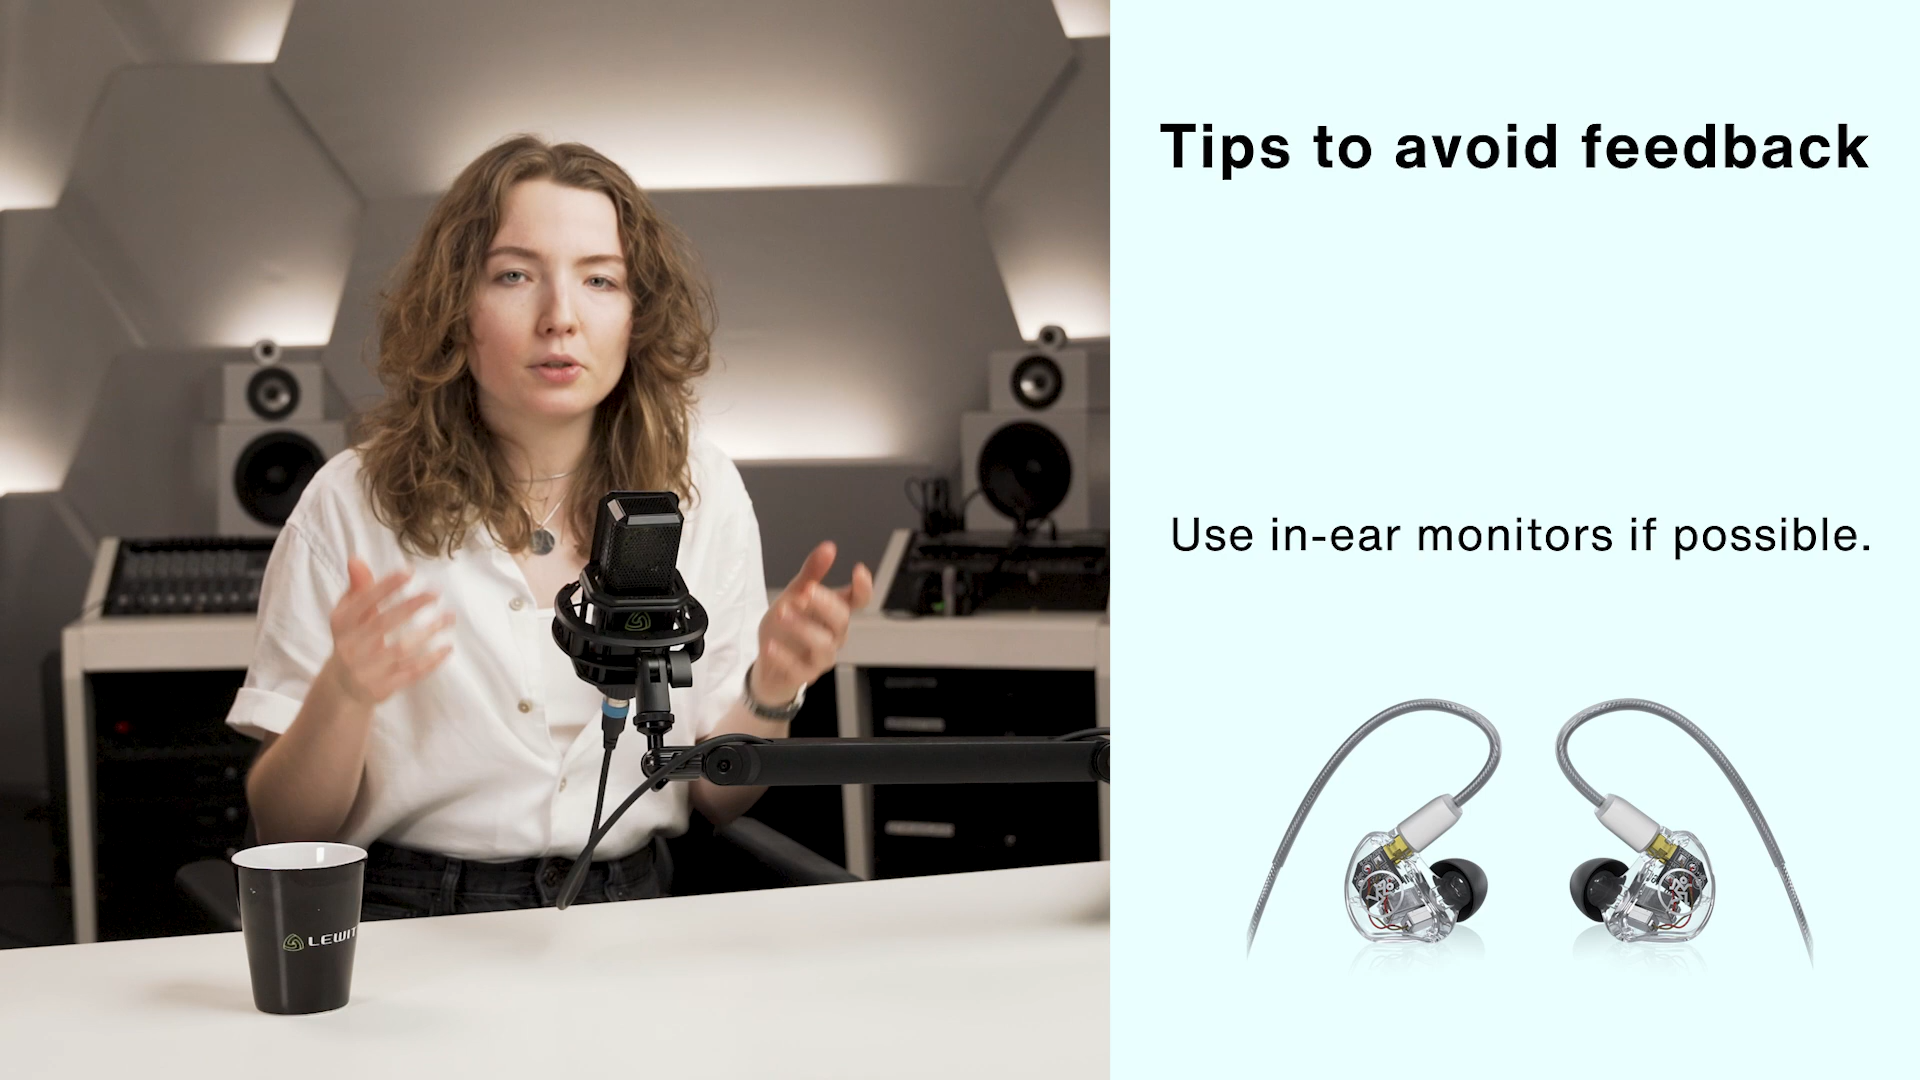 Tips to avoid feedback
Use in-ear monitors if possible.
LEWIT